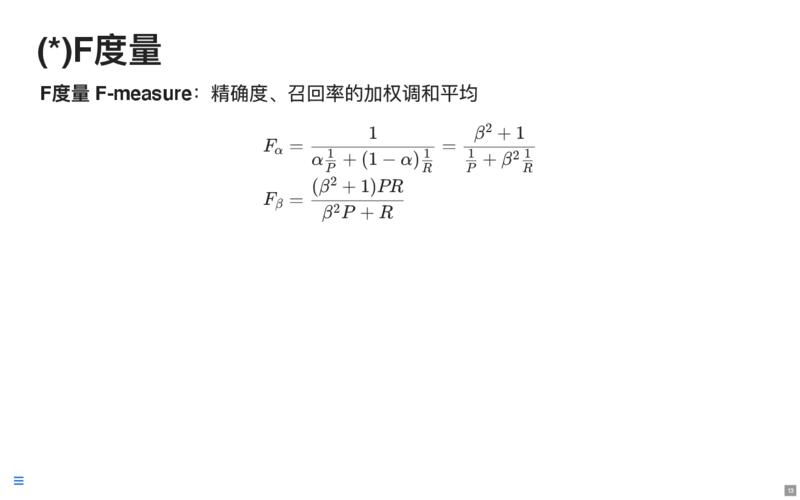 (*)F度量
F度量 F-measure：精确度、召回率的加权调和平均
$F_\alpha = \frac{1}{\alpha\frac{1}{P} + (1-\alpha)\frac{1}{R}} = \frac{\beta^2+1}{\frac{1}{P}+\beta^2\frac{1}{R}}$
$F_\beta = \frac{(\beta^2+1)PR}{\beta^2P+R}$
13